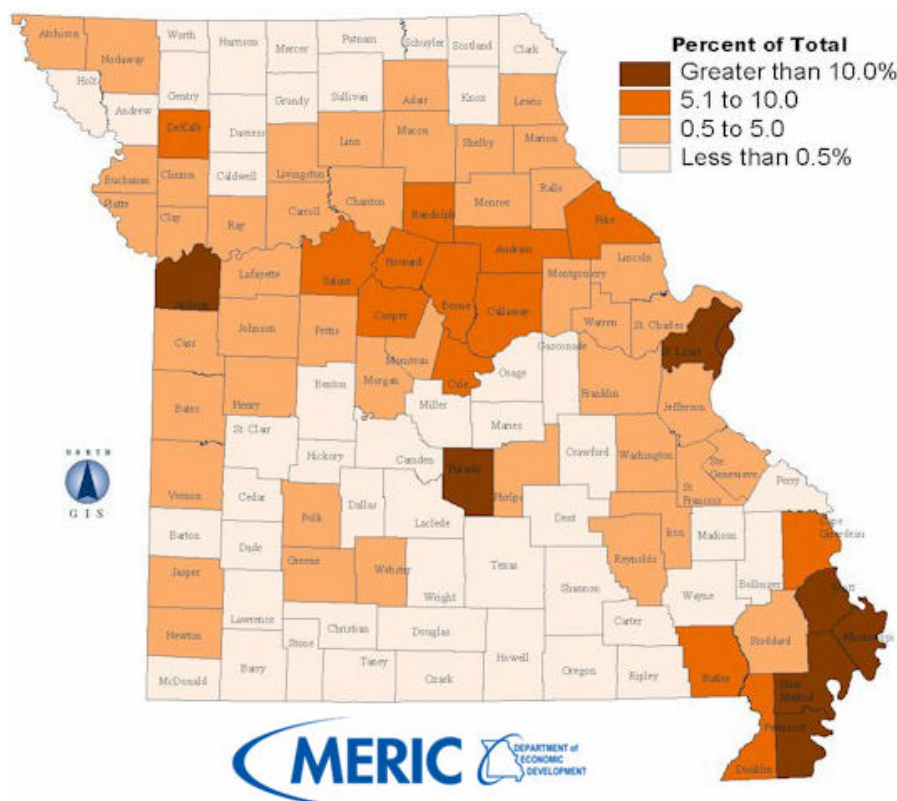 Percent of Total
Greater than 10.0%
5.1 to 10.0
0.5 to 5.0
Less than 0.5%
Atchison
Nodaway
Worth
Harrison
Mercer
Putnam
Schuyler
Scotland
Clark
Holt
Gentry
Sullivan
Adair
Knox
Lewis
Andrew
DeKalb
Daviess
Grundy
Linn
Macon
Shelby
Marion
Buchanan
Clinton
Caldwell
Livingston
Chariton
Randolph
Monroe
Ralls
Pike
Platte
Clay
Ray
Carroll
Audrain
Lincoln
Jackson
Lafayette
Saline
Howard
Boone
Callaway
Montgomery
Warren
St. Charles
St. Louis
Cass
Johnson
Pettis
Cooper
Moniteau
Cole
Osage
Gasconade
Franklin
Jefferson
Bates
Henry
Benton
Morgan
Miller
Maries
St. Clair
Hickory
Camden
Pulaski
Phelps
Crawford
Washington
St. Francois
Ste. Genevieve
Perry
NORTH
GIS
Vernon
Cedar
Polk
Dallas
Laclede
Dent
Iron
Reynolds
Madison
Cape Girardeau
Barton
Dade
Greene
Webster
Wright
Texas
Shannon
Wayne
Bollinger
Scott
Jasper
Lawrence
Christian
Douglas
Carter
Stoddard
Mississippi
Newton
Stone
Taney
Ozark
Howell
Oregon
Ripley
Butler
New Madrid
McDonald
Barry
Pemiscot
Dunklin
MERIC
DEPARTMENT of
ECONOMIC
DEVELOPMENT